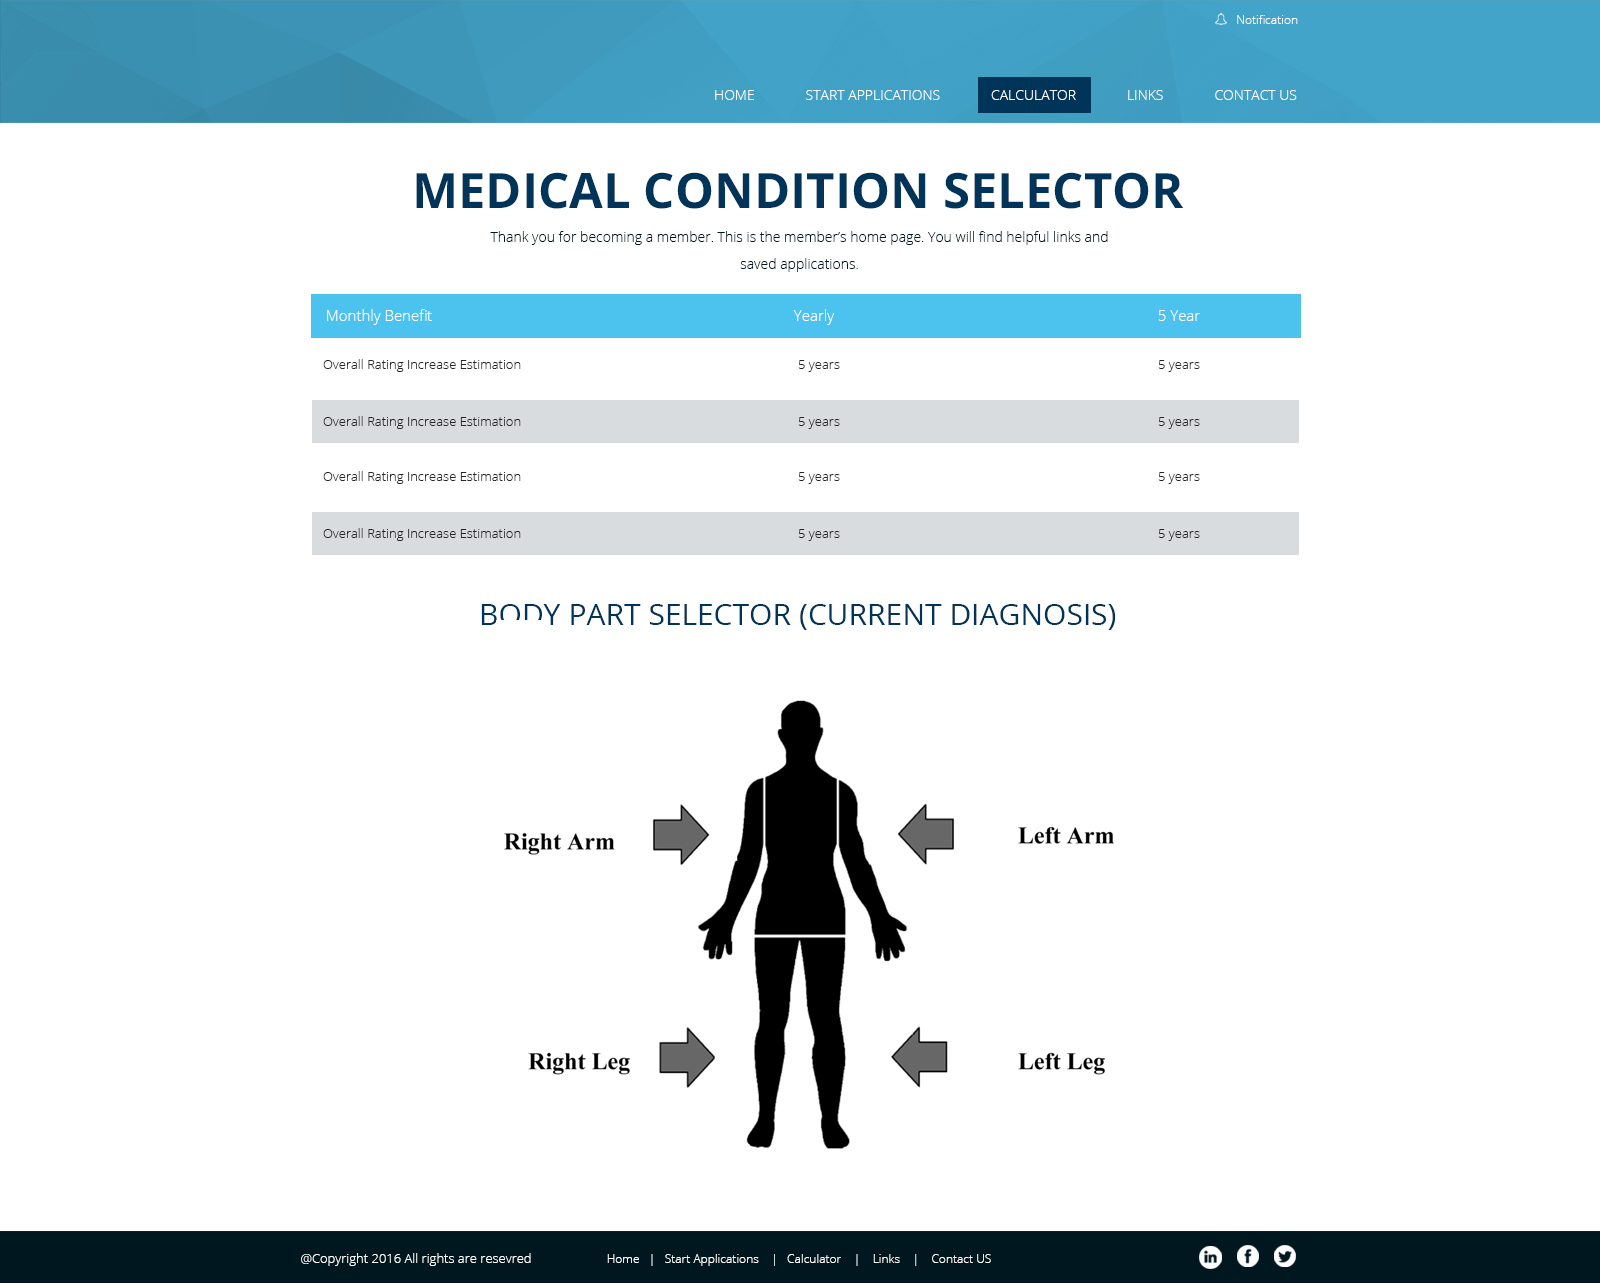 Notification
HOME START APPLICATIONS CALCULATOR LINKS CONTACT US
MEDICAL CONDITION SELECTOR
Thank you for becoming a member. This is the member’s home page. You will find helpful links and
saved applications.
Monthly Benefit Yearly 5 Year
Overall Rating Increase Estimation 5 years 5 years
Overall Rating Increase Estimation 5 years 5 years
Overall Rating Increase Estimation 5 years 5 years
Overall Rating Increase Estimation 5 years 5 years
BODY PART SELECTOR (CURRENT DIAGNOSIS)
Right Arm Left Arm
Right Leg Left Leg
@Copyright 2016 All rights are resevred Home | Start Applications | Calculator | Links | Contact US